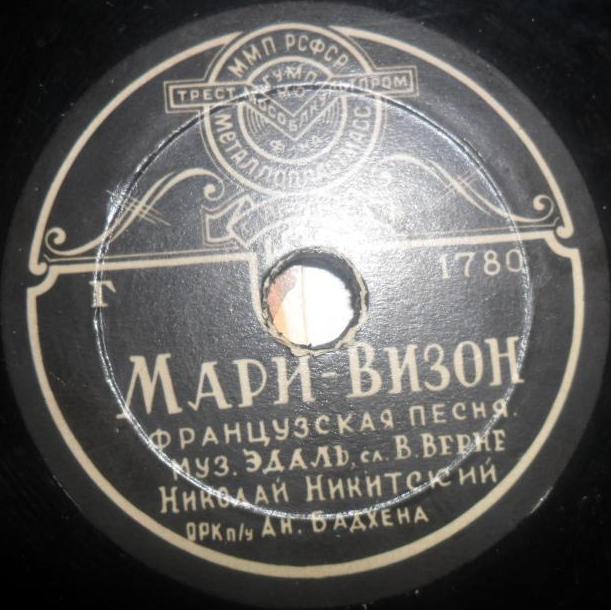 ММП РСФСР
ГУМП
ТРЕСТ МОСОБЛ ПРОМ
МЕТАЛЛОПЛАСТМАСС
Г 1780
МАРИ-ВИЗОН
ФРАНЦУЗСКАЯ ПЕСНЯ.
МУЗ. ЭДАЛЬ, сл. В. ВЕРНЕ
НИКОЛАЙ НИКИТСКИЙ
ОРК п/у АН. БАДХЕНА